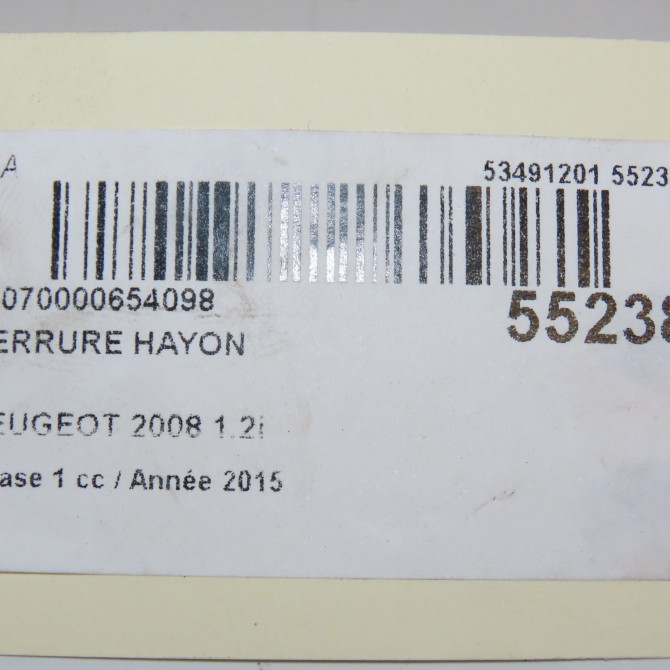 A
53491201 5523
070000654098
55238
ERRURE HAYON
EUGEOT 2008 1.2i
ase 1 cc / Année 2015